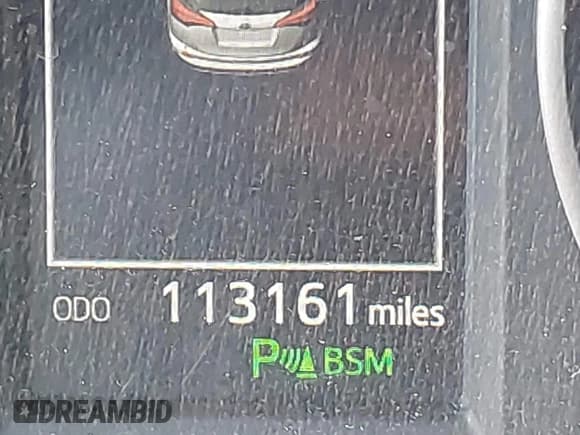 ODO 113161 miles
P BSM
DREAMBID